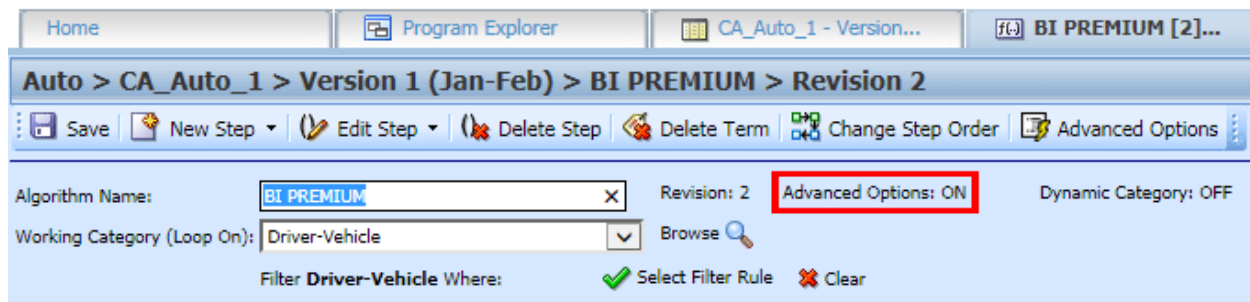 Home Program Explorer CA_Auto_1 - Version... f(.) BI PREMIUM [2]...
Auto > CA_Auto_1 > Version 1 (Jan-Feb) > BI PREMIUM > Revision 2
Save New Step Edit Step Delete Step Delete Term Change Step Order Advanced Options
Algorithm Name: BI PREMIUM Revision: 2 Advanced Options: ON Dynamic Category: OFF
Working Category (Loop On): Driver-Vehicle Browse
Filter Driver-Vehicle Where: Select Filter Rule Clear